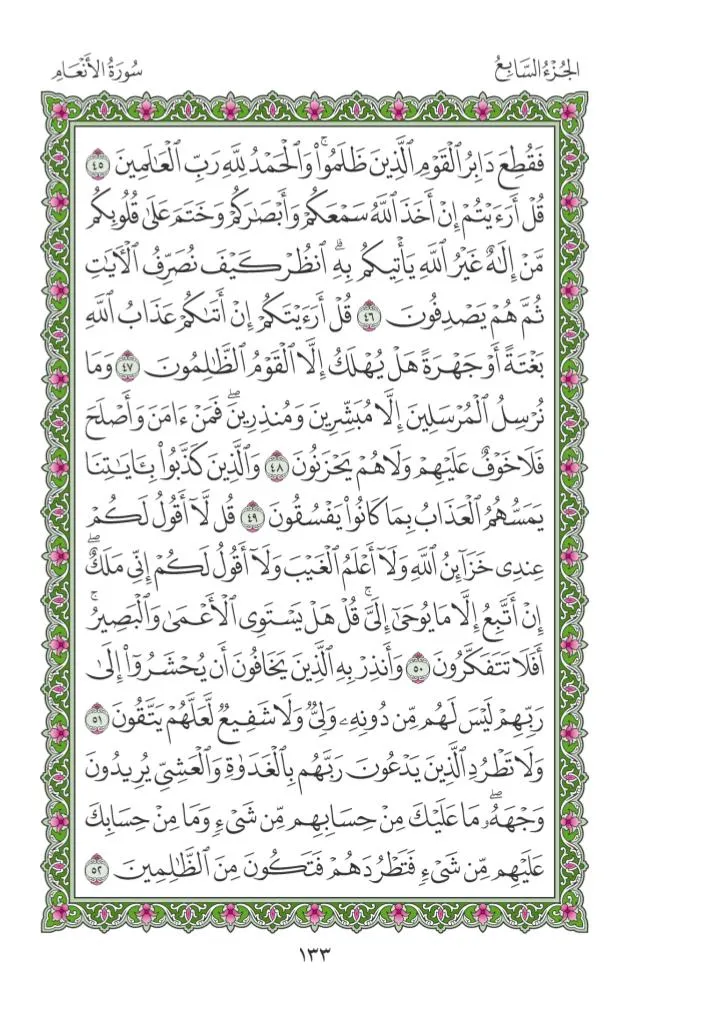 الجُزْءُ السَّابِعُ
سُورَةُ الأَنْعَامِ
فَقُطِعَ دَابِرُ ٱلْقَوْمِ ٱلَّذِينَ ظَلَمُوا۟ۚ وَٱلْحَمْدُ لِلَّهِ رَبِّ ٱلْعَٰلَمِينَ ٤٥
قُلْ أَرَءَيْتُمْ إِنْ أَخَذَ ٱللَّهُ سَمْعَكُمْ وَأَبْصَٰرَكُمْ وَخَتَمَ عَلَىٰ قُلُوبِكُم
مَّنْ إِلَٰهٌ غَيْرُ ٱللَّهِ يَأْتِيكُم بِهِۗ ٱنظُرْ كَيْفَ نُصَرِّفُ ٱلْءَايَٰتِ
ثُمَّ هُمْ يَصْدِفُونَ ٤٦ قُلْ أَرَءَيْتَكُمْ إِنْ أَتَىٰكُمْ عَذَابُ ٱللَّهِ
بَغْتَةً أَوْ جَهْرَةً هَلْ يُهْلَكُ إِلَّا ٱلْقَوْمُ ٱلظَّٰلِمُونَ ٤٧ وَمَا
نُرْسِلُ ٱلْمُرْسَلِينَ إِلَّا مُبَشِّرِينَ وَمُنذِرِينَۖ فَمَنْ ءَامَنَ وَأَصْلَحَ
فَلَا خَوْفٌ عَلَيْهِمْ وَلَا هُمْ يَحْزَنُونَ ٤٨ وَٱلَّذِينَ كَذَّبُوا۟ بِـَٔايَٰتِنَا
يَمَسُّهُمُ ٱلْعَذَابُ بِمَا كَانُوا۟ يَفْسُقُونَ ٤٩ قُل لَّآ أَقُولُ لَكُمْ
عِندِى خَزَآئِنُ ٱللَّهِ وَلَآ أَعْلَمُ ٱلْغَيْبَ وَلَآ أَقُولُ لَكُمْ إِنِّى مَلَكٌۖ
إِنْ أَتَّبِعُ إِلَّا مَا يُوحَىٰٓ إِلَىَّۚ قُلْ هَلْ يَسْتَوِى ٱلْأَعْمَىٰ وَٱلْبَصِيرُۚ
أَفَلَا تَتَفَكَّرُونَ ٥٠ وَأَنذِرْ بِهِ ٱلَّذِينَ يَخَافُونَ أَن يُحْشَرُوٓا۟ إِلَىٰ
رَبِّهِمْ لَيْسَ لَهُم مِّن دُونِهِۦ وَلِىٌّ وَلَا شَفِيعٌ لَّعَلَّهُمْ يَتَّقُونَ ٥١
وَلَا تَطْرُدِ ٱلَّذِينَ يَدْعُونَ رَبَّهُم بِٱلْغَدَوٰةِ وَٱلْعَشِىِّ يُرِيدُونَ
وَجْهَهُۥۖ مَا عَلَيْكَ مِنْ حِسَابِهِم مِّن شَىْءٍ وَمَا مِنْ حِسَابِكَ
عَلَيْهِم مِّن شَىْءٍ فَتَطْرُدَهُمْ فَتَكُونَ مِنَ ٱلظَّٰلِمِينَ ٥٢
١٣٣